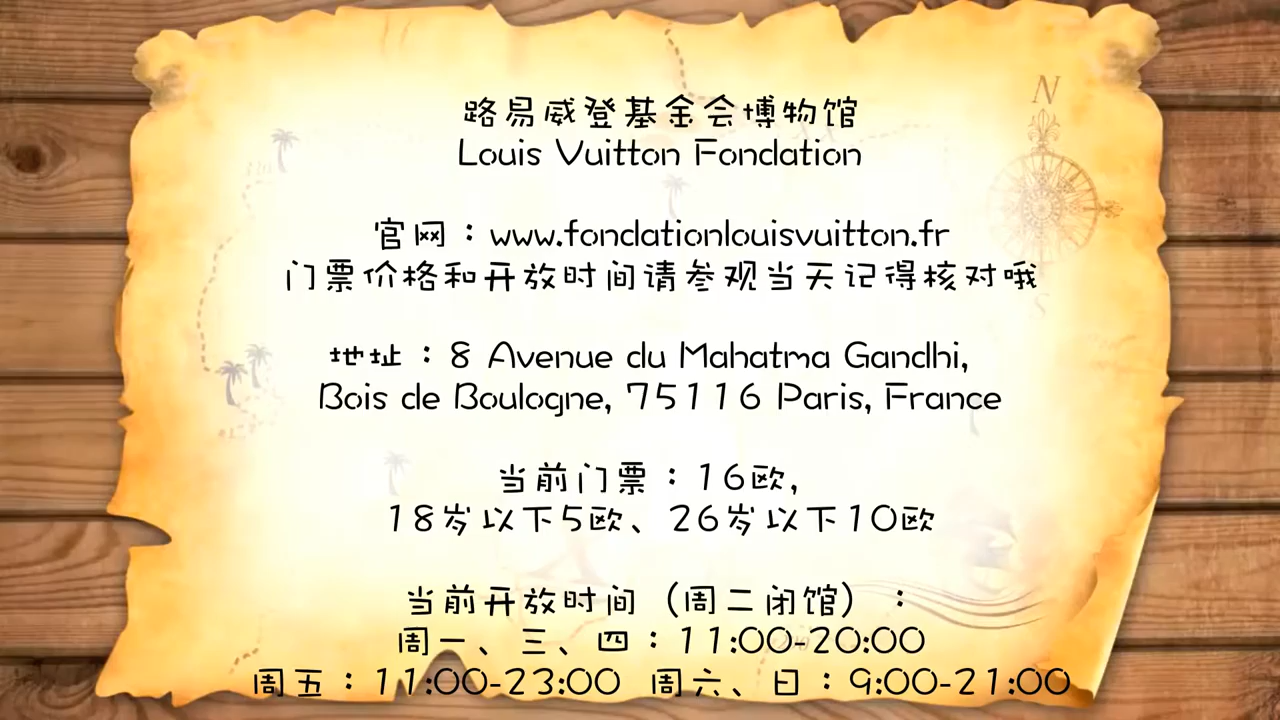 路易威登基金会博物馆
Louis Vuitton Fondation
官网：www.fondationlouisvuitton.fr
门票价格和开放时间请参观当天记得核对哦
地址：8 Avenue du Mahatma Gandhi,
Bois de Boulogne, 75116 Paris, France
当前门票：16欧,
18岁以下5欧、26岁以下10欧
当前开放时间（周二闭馆）：
周一、三、四：11:00-20:00
周五：11:00-23:00 周六、日：9:00-21:00
N
S